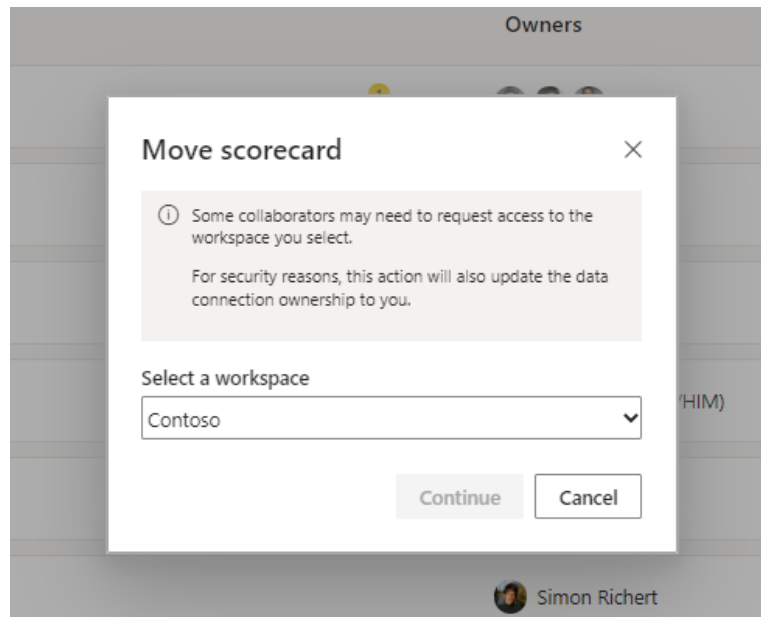 Owners
Move scorecard
Some collaborators may need to request access to the
workspace you select.
For security reasons, this action will also update the data
connection ownership to you.
Select a workspace
Contoso
/HIM)
Continue
Cancel
Simon Richert